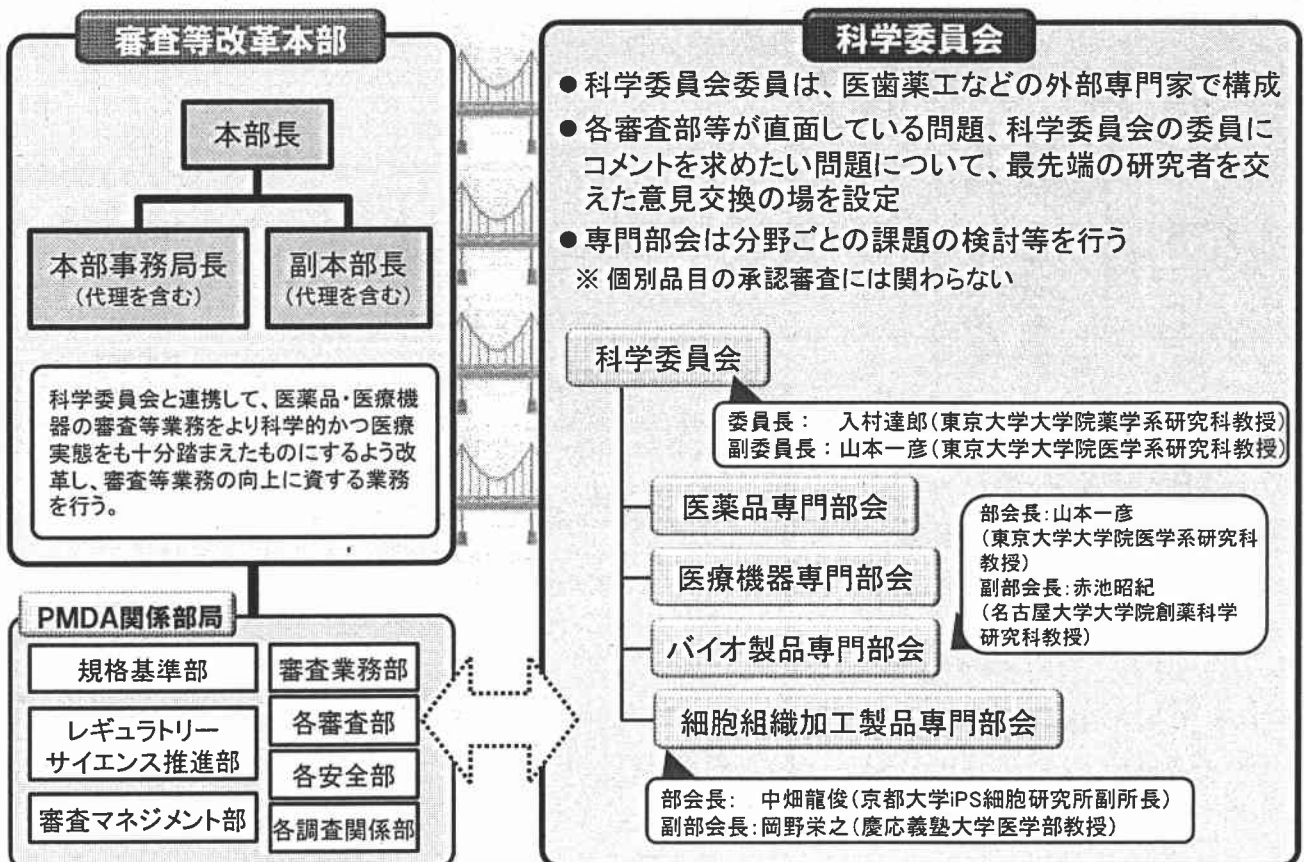 審査等改革本部
本部長
本部事務局長
(代理を含む)
副本部長
(代理を含む)
科学委員会と連携して、医薬品・医療機
器の審査等業務をより科学的かつ医療
実態をも十分踏まえたものにするよう改
革し、審査等業務の向上に資する業務
を行う。
PMDA関係部局
規格基準部
レギュラトリー
サイエンス推進部
審査マネジメント部
審査業務部
各審査部
各安全部
各調査関係部
科学委員会
●科学委員会委員は、医歯薬工などの外部専門家で構成
●各審査部等が直面している問題、科学委員会の委員に
コメントを求めたい問題について、最先端の研究者を交
えた意見交換の場を設定
●専門部会は分野ごとの課題の検討等を行う
※ 個別品目の承認審査には関わらない
科学委員会
委員長： 入村達郎(東京大学大学院薬学系研究科教授)
副委員長：山本一彦(東京大学大学院医学系研究科教授)
医薬品専門部会
医療機器専門部会
バイオ製品専門部会
部会長:山本一彦
(東京大学大学院医学系研究科
教授)
副部会長:赤池昭紀
(名古屋大学大学院創薬科学
研究科教授)
細胞組織加工製品専門部会
部会長： 中畑龍俊(京都大学iPS細胞研究所副所長)
副部会長:岡野栄之(慶応義塾大学医学部教授)